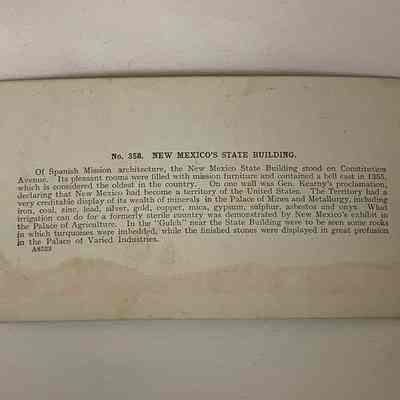 No. 358. NEW MEXICO'S STATE BUILDING.
Of Spanish Mission architecture, the New Mexico State Building stood on Constitution
Avenue. Its pleasant rooms were filled with mission furniture and contained a bell cast in 1355,
which is considered the oldest in the country. On one wall was Gen. Kearny's proclamation,
declaring that New Mexico had become a territory of the United States. The Territory had a
very creditable display of its wealth of minerals in the Palace of Mines and Metallurgy, including
iron, coal, zinc, lead, silver, gold, copper, mica, gypsum, sulphur, asbestos and onyx. What
irrigation can do for a formerly sterile country was demonstrated by New Mexico's exhibit in
the Palace of Agriculture. In the "Gulch" near the State Building were to be seen some rocks
in which turquoises were imbedded, while the finished stones were displayed in great profusion
in the Palace of Varied Industries.